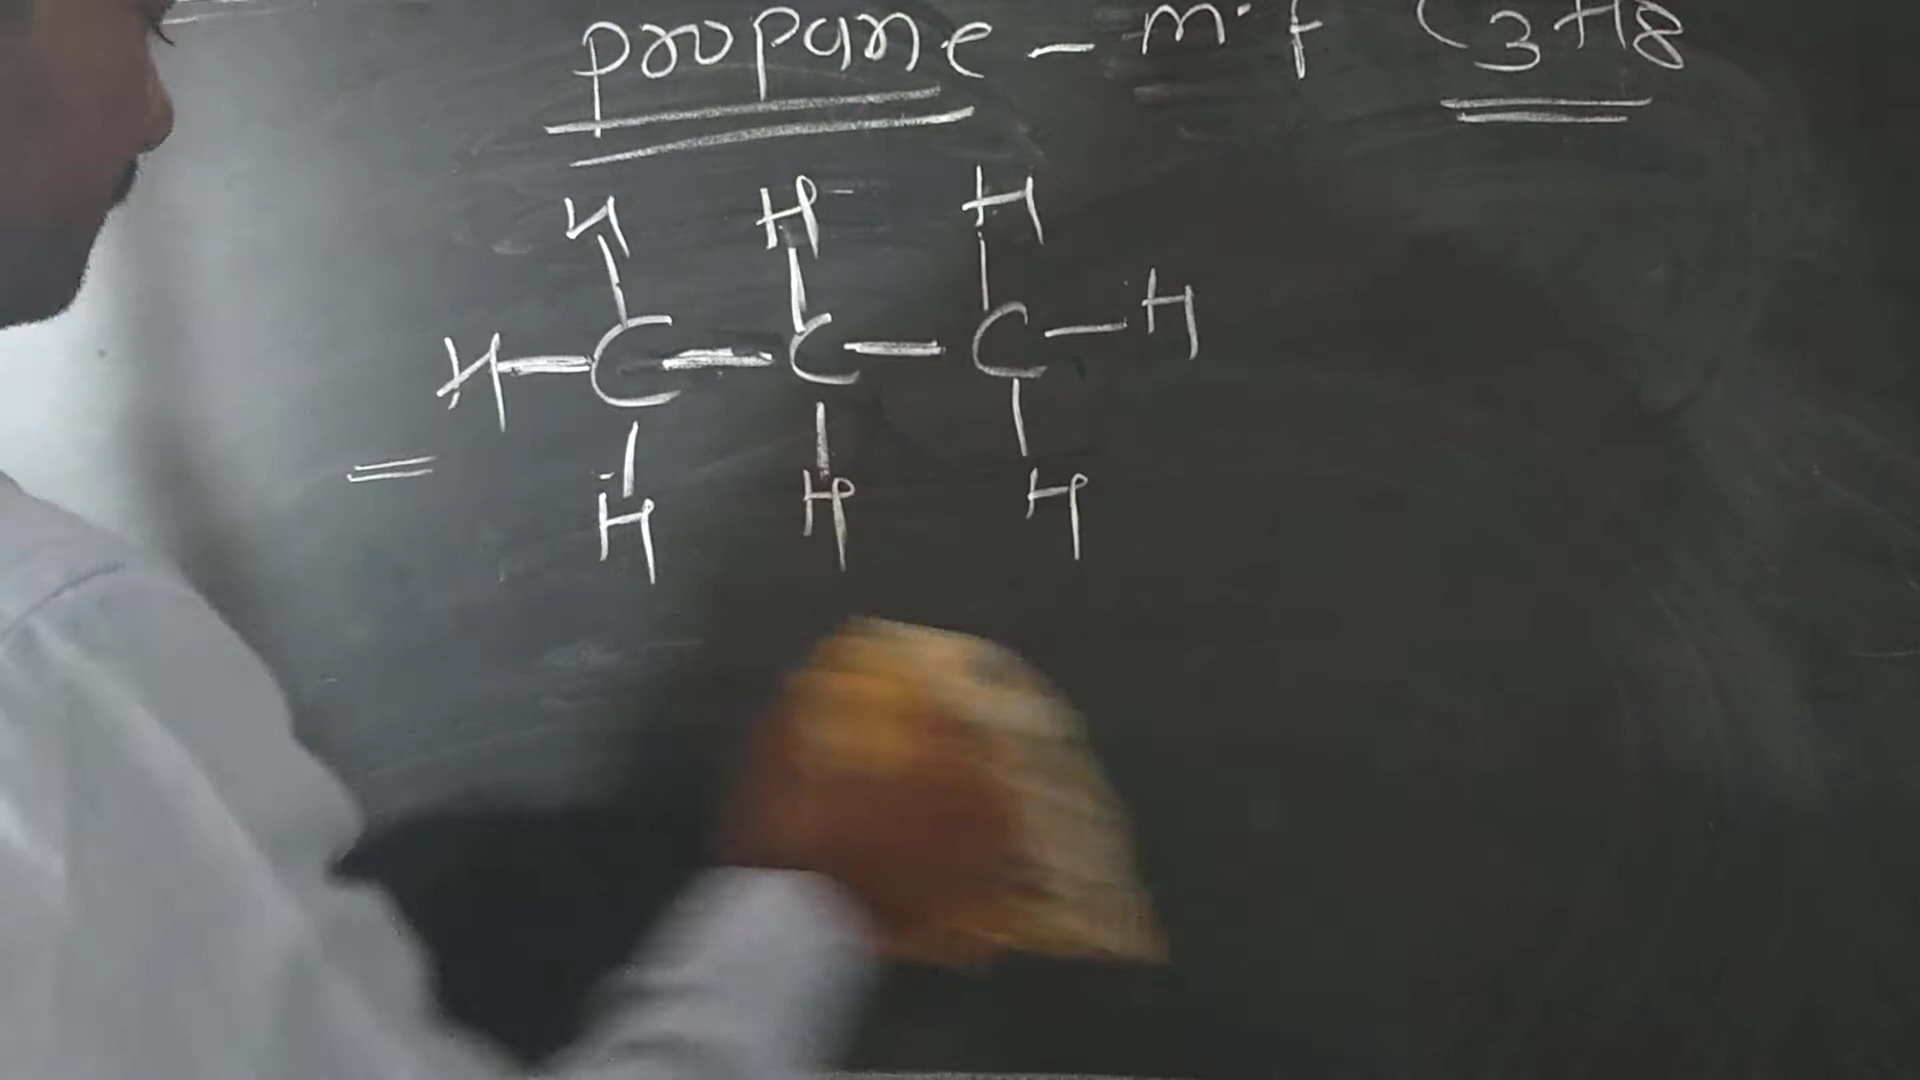 propane - m.f C3H8
H H H
H-C-C-C-H
=
H H H